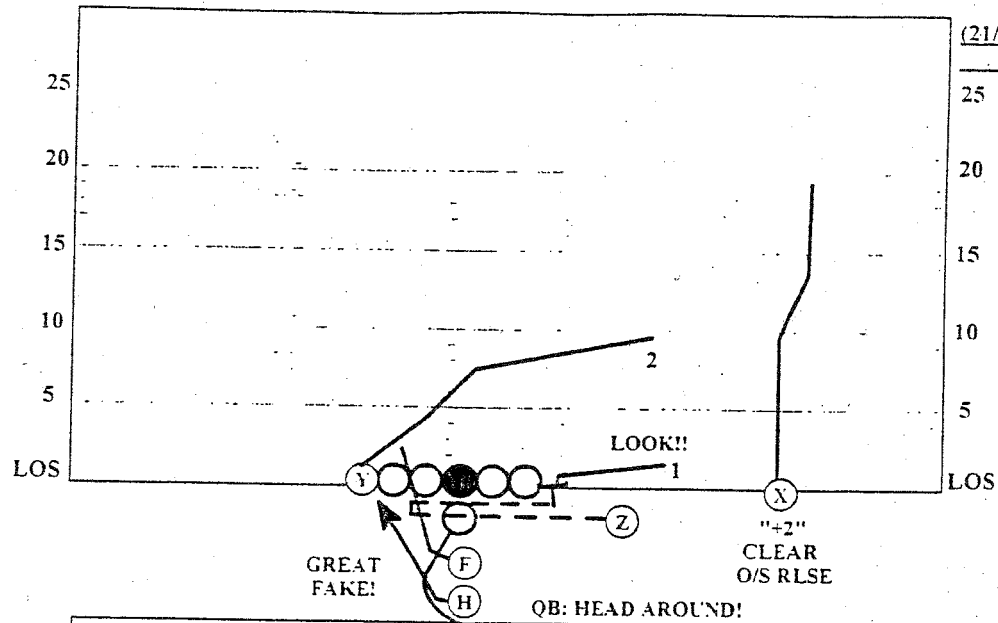 (21/
25
25
20
20
15
15
10
10
2
5
5
LOOK!!
1
LOS
Y
X
LOS
Z
"+2"
CLEAR
O/S RLSE
GREAT
FAKE!
F
H
QB: HEAD AROUND!